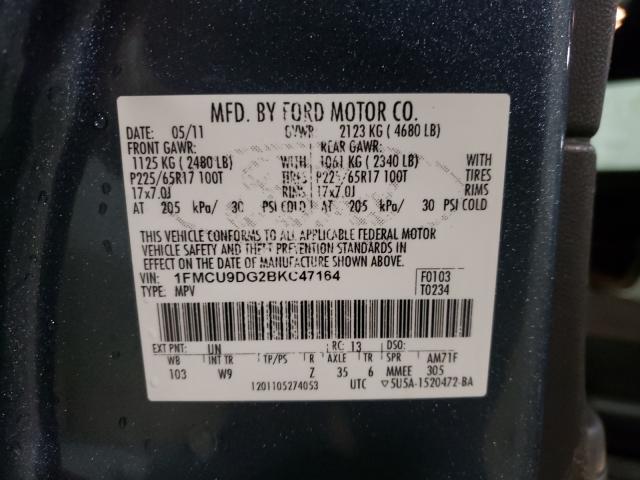 MFD. BY FORD MOTOR CO.
DATE: 05/11 GVWR: 2123 KG ( 4680 LB)
FRONT GAWR: REAR GAWR:
1125 KG ( 2480 LB) WITH 1061 KG ( 2340 LB) WITH
P225/65R17 100T TIRES P225/65R17 100T TIRES
17x7.0J RIMS 17x7.0J RIMS
AT 205 kPa/ 30 PSI COLD AT 205 kPa/ 30 PSI COLD
THIS VEHICLE CONFORMS TO ALL APPLICABLE FEDERAL MOTOR
VEHICLE SAFETY AND THEFT PREVENTION STANDARDS IN
EFFECT ON THE DATE OF MANUFACTURE SHOWN ABOVE.
VIN: 1FMCU9DG2BKC47164 F0103
TYPE: MPV T0234
EXT PNT: UN RC: 13 DSO:
WB INT TR TP/PS R AXLE TR SPR AM71F
103 W9 Z 35 6 MMEE 305
1201105274053 UTC 5U5A-1520472-BA